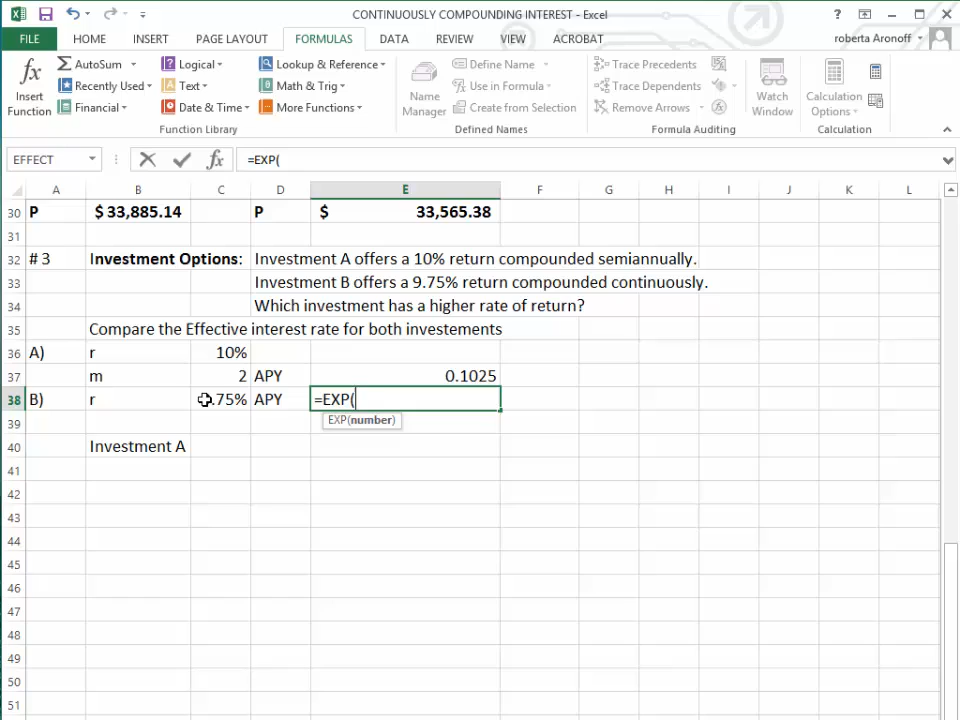 CONTINUOUSLY COMPOUNDING INTEREST - Excel
FILE HOME INSERT PAGE LAYOUT FORMULAS DATA REVIEW VIEW ACROBAT roberta Aronoff
fx Insert Function
AutoSum
Recently Used
Financial
Logical
Text
Date & Time
Lookup & Reference
Math & Trig
More Functions
Function Library
Name Manager
Define Name
Use in Formula
Create from Selection
Defined Names
Trace Precedents
Trace Dependents
Remove Arrows
Formula Auditing
Watch Window
Calculation Options
Calculation
EFFECT fx =EXP(
A B C D E F G H I J K L
30 P $ 33,885.14 P $ 33,565.38
31
32 # 3 Investment Options: Investment A offers a 10% return compounded semiannually.
33 Investment B offers a 9.75% return compounded continuously.
34 Which investment has a higher rate of return?
35 Compare the Effective interest rate for both investements
36 A) r 10%
37 m 2 APY 0.1025
38 B) r .75% APY =EXP(
39 EXP(number)
40 Investment A
41
42
43
44
45
46
47
48
49
50
51